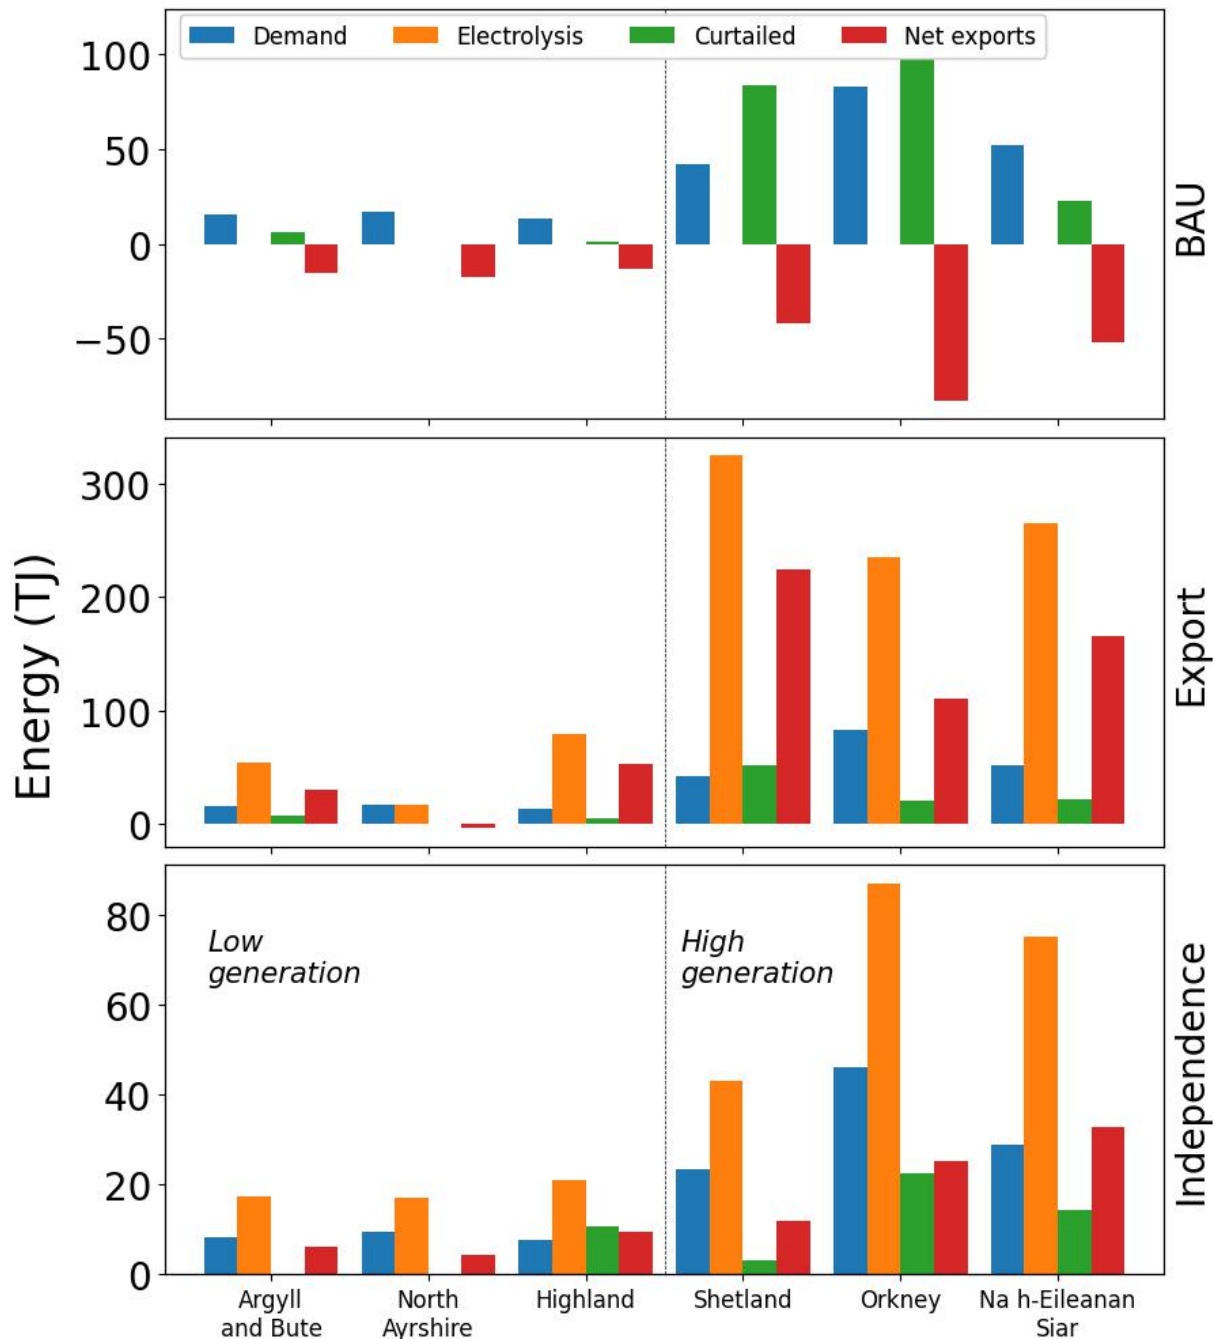 Demand Electrolysis Curtailed Net exports
100
50
0
−50
BAU
Energy (TJ)
300
200
100
0
Export
80
60
40
20
0
Low
generation
High
generation
Independence
Argyll
and Bute
North
Ayrshire
Highland
Shetland
Orkney
Na h-Eileanan
Siar